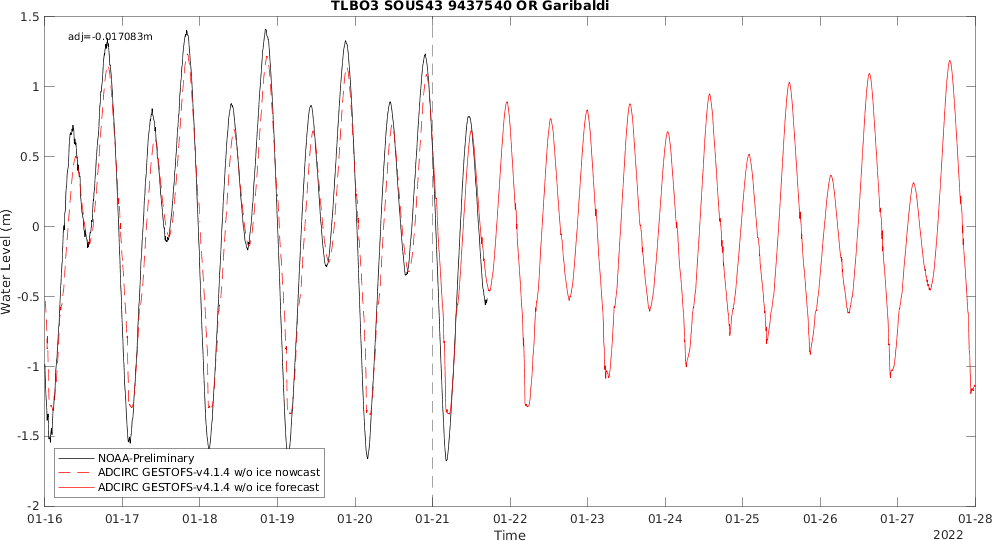 TLBO3 SOUS43 9437540 OR Garibaldi
adj=-0.017083m
1.5
1
0.5
0
-0.5
-1
-1.5
-2
Water Level (m)
NOAA-Preliminary
ADCIRC GESTOFS-v4.1.4 w/o ice nowcast
ADCIRC GESTOFS-v4.1.4 w/o ice forecast
01-16 01-17 01-18 01-19 01-20 01-21 01-22 01-23 01-24 01-25 01-26 01-27 01-28
Time
2022